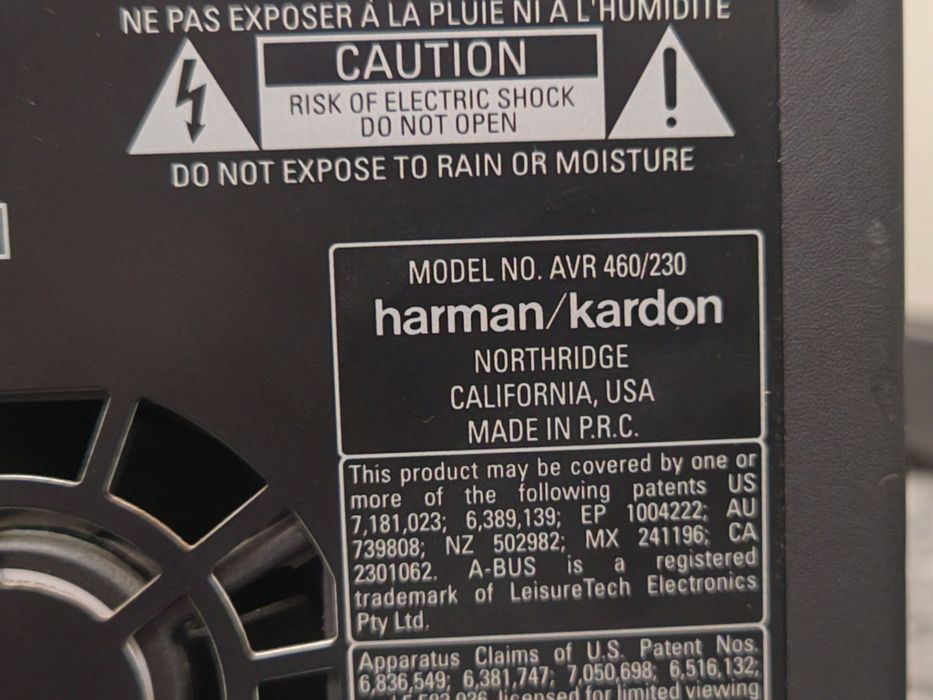 NE PAS EXPOSER À LA PLUIE NI À L'HUMIDITÉ
CAUTION
RISK OF ELECTRIC SHOCK
DO NOT OPEN
DO NOT EXPOSE TO RAIN OR MOISTURE
MODEL NO. AVR 460/230
harman/kardon
NORTHRIDGE
CALIFORNIA, USA
MADE IN P.R.C.
This product may be covered by one or
more of the following patents US
7,181,023; 6,389,139; EP 1004222; AU
739808; NZ 502982; MX 241196; CA
2301062. A-BUS is a registered
trademark of LeisureTech Electronics
Pty Ltd.
Apparatus Claims of U.S. Patent Nos.
6,836,549; 6,381,747; 7,050,698; 6,516,132;
licensed for limited viewing